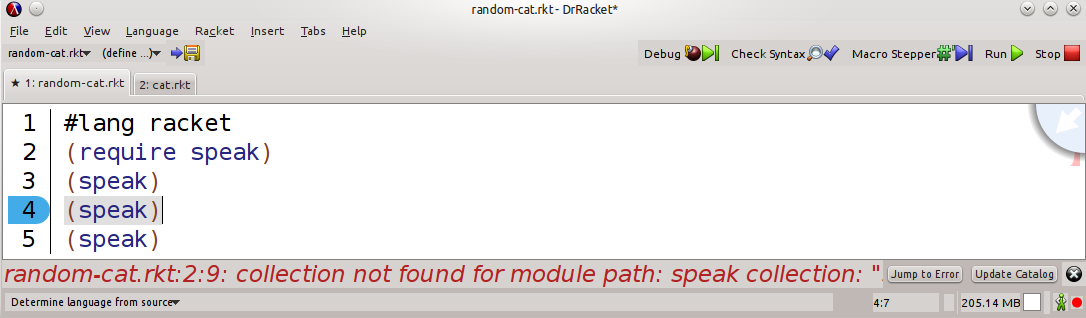 random-cat.rkt - DrRacket*
File Edit View Language Racket Insert Tabs Help
random-cat.rkt (define ...) Debug Check Syntax Macro Stepper Run Stop
★ 1: random-cat.rkt 2: cat.rkt
1 #lang racket
2 (require speak)
3 (speak)
4 (speak)
5 (speak)
random-cat.rkt:2:9: collection not found for module path: speak collection: " Jump to Error Update Catalog
Determine language from source 4:7 205.14 MB